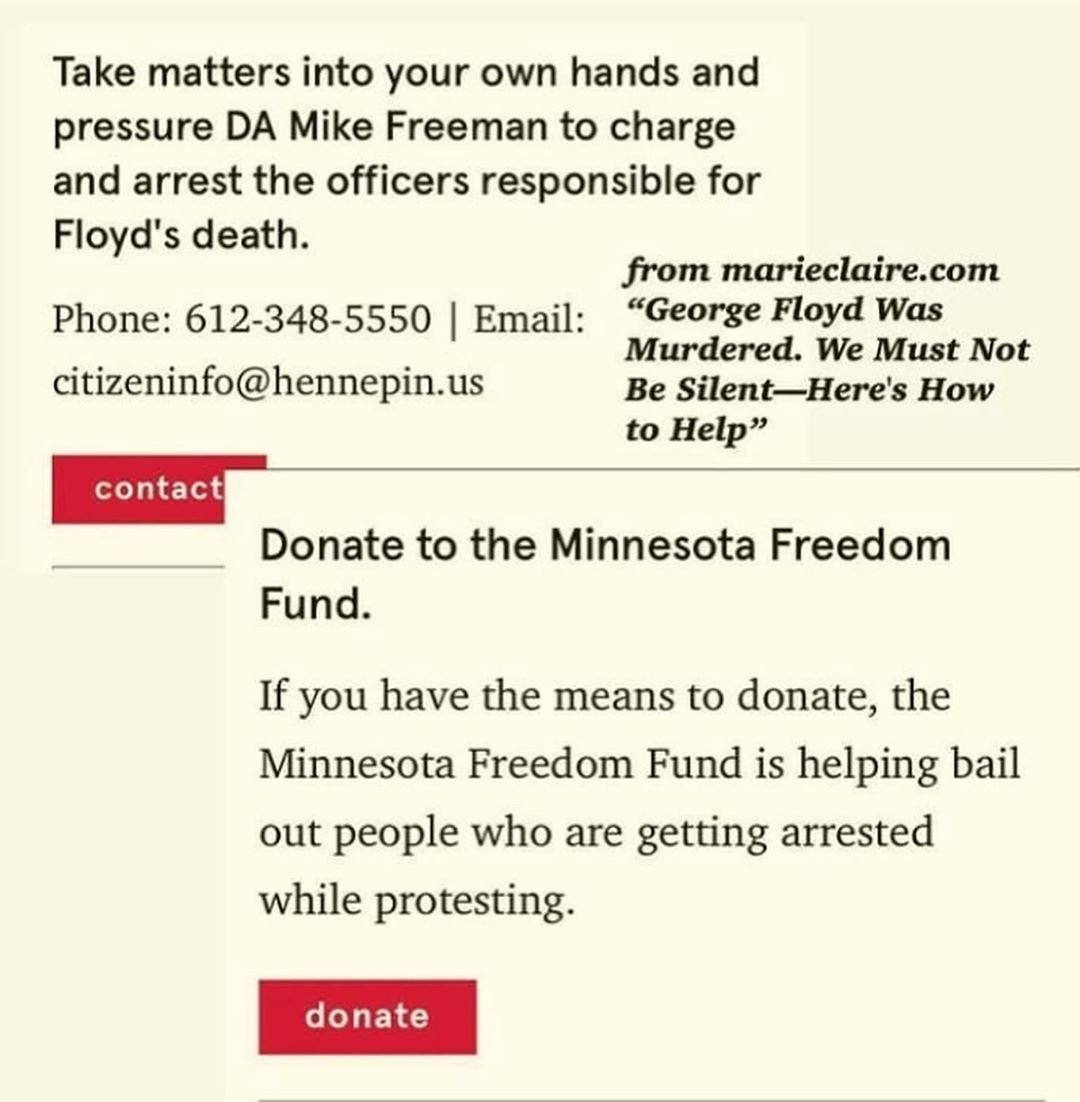 Take matters into your own hands and
pressure DA Mike Freeman to charge
and arrest the officers responsible for
Floyd's death.
Phone: 612-348-5550 | Email:
citizeninfo@hennepin.us
contact
from marieclaire.com
“George Floyd Was
Murdered. We Must Not
Be Silent—Here's How
to Help”
Donate to the Minnesota Freedom
Fund.
If you have the means to donate, the
Minnesota Freedom Fund is helping bail
out people who are getting arrested
while protesting.
donate